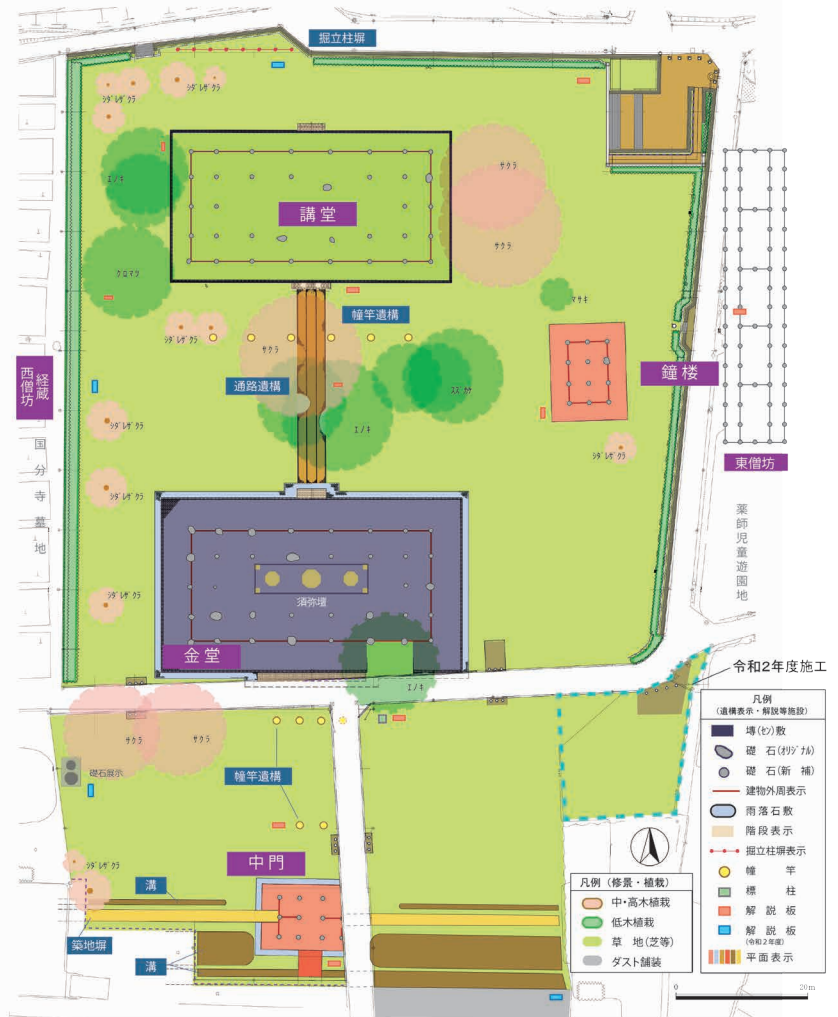 掘立柱塀
シダレザクラ
シダレザクラ
エノキ
サクラ
講堂
サクラ
クロマツ
マサキ
幢竿遺構
シダレザクラ
サクラ
経蔵
西僧坊
通路遺構
スズカケ
鐘楼
エノキ
シダレザクラ
シダレザクラ
東僧坊
国分寺墓地
シダレザクラ
薬師児童遊園地
須弥壇
シダレザクラ
金堂
エノキ
令和2年度施工
サクラ
サクラ
礎石展示
幢竿遺構
シダレザクラ
中門
溝
築地塀
溝
凡例
(遺構表示・解説等施設)
塼(セン)敷
礎石(オリジナル)
礎石(新補)
建物外周表示
雨落石敷
階段表示
掘立柱塀表示
幢竿
標柱
解説板
解説板
(令和2年度)
平面表示
凡例(修景・植栽)
中・高木植栽
低木植栽
草地(芝等)
ダスト舗装
0
20m